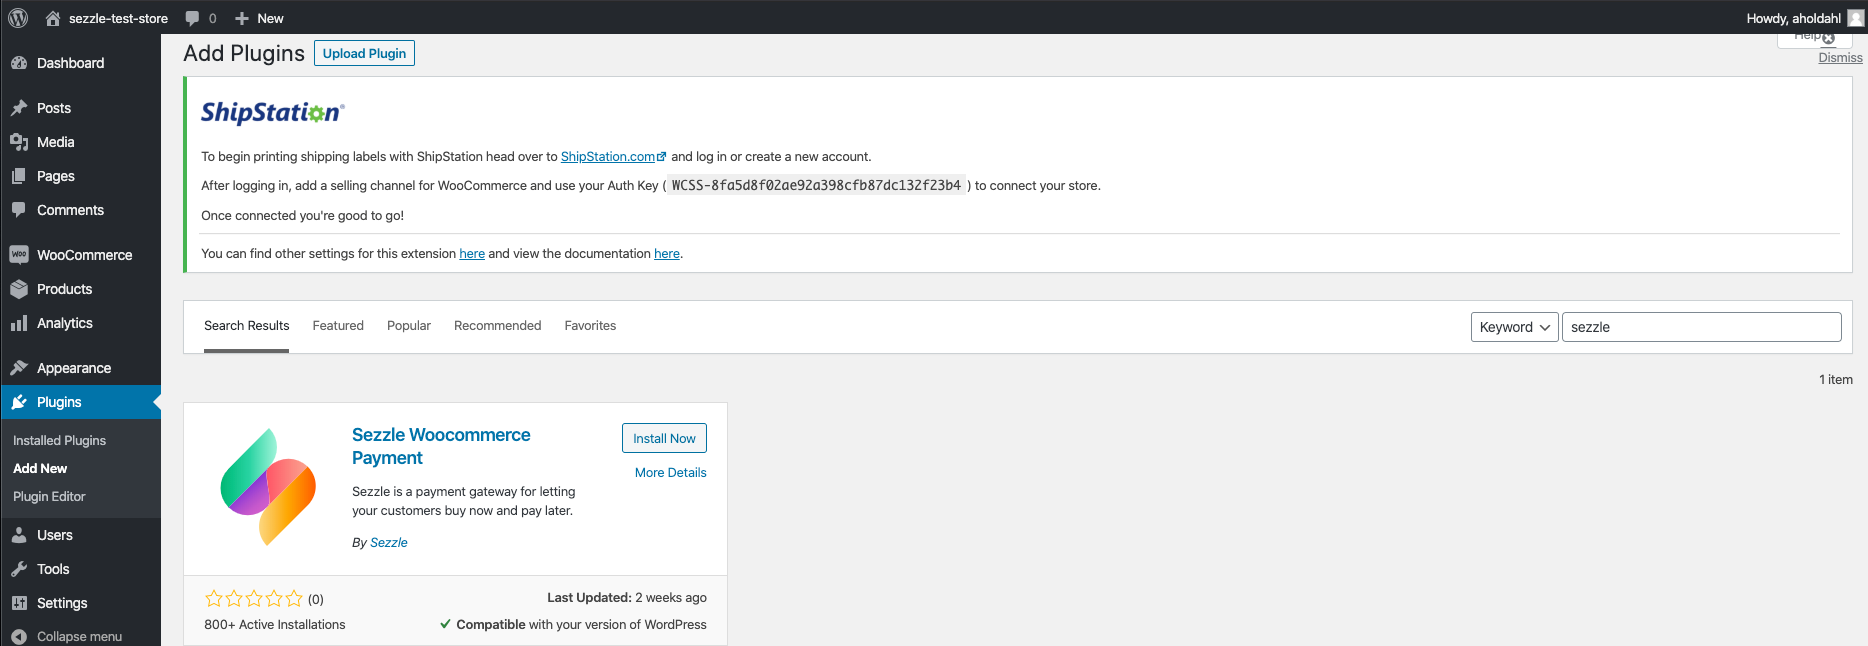 sezzle-test-store 0 New Howdy, aholdahl
Dashboard
Posts
Media
Pages
Comments
WooCommerce
Products
Analytics
Appearance
Plugins
Installed Plugins
Add New
Plugin Editor
Users
Tools
Settings
Collapse menu
Add Plugins Upload Plugin
Help
Dismiss
ShipStation®
To begin printing shipping labels with ShipStation head over to ShipStation.com and log in or create a new account.
After logging in, add a selling channel for WooCommerce and use your Auth Key ( WCSS-8fa5d8f02ae92a398cfb87dc132f23b4 ) to connect your store.
Once connected you're good to go!
You can find other settings for this extension here and view the documentation here.
Search Results Featured Popular Recommended Favorites Keyword sezzle
1 item
Sezzle Woocommerce
Payment
Install Now
More Details
Sezzle is a payment gateway for letting
your customers buy now and pay later.
By Sezzle
(0)
800+ Active Installations
Last Updated: 2 weeks ago
Compatible with your version of WordPress